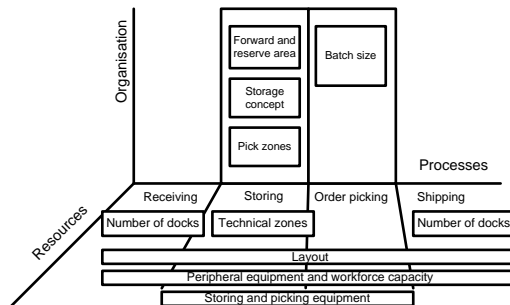 Organisation
Forward and
reserve area
Batch size
Storage
concept
Pick zones
Processes
Receiving
Storing
Order picking
Shipping
Resources
Number of docks
Technical zones
Number of docks
Layout
Peripheral equipment and workforce capacity
Storing and picking equipment